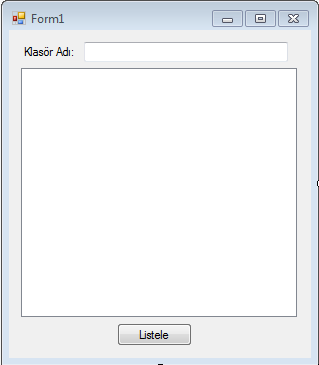 Form1
Klasör Adı:
Listele